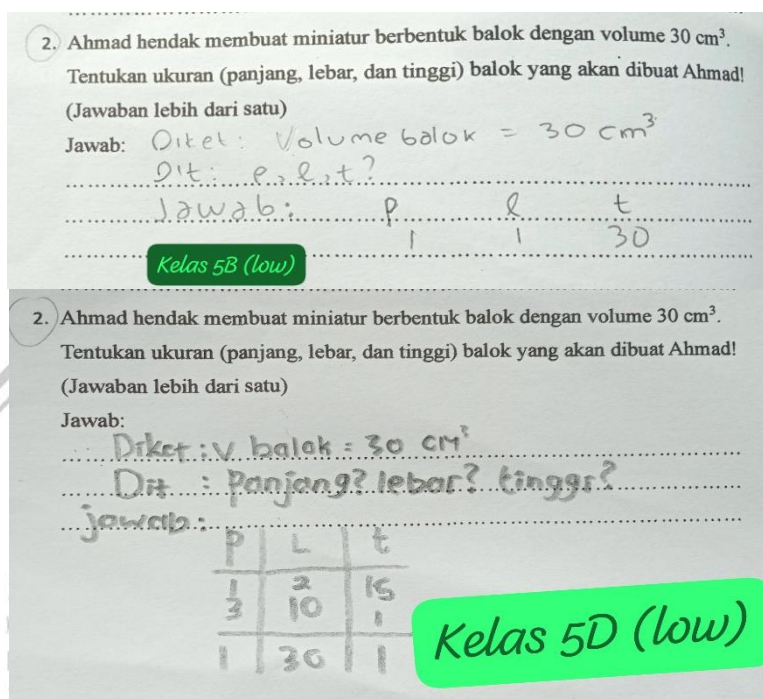 2. Ahmad hendak membuat miniatur berbentuk balok dengan volume 30 cm³.
Tentukan ukuran (panjang, lebar, dan tinggi) balok yang akan dibuat Ahmad!
(Jawaban lebih dari satu)
Jawab: Diket: Volume balok = 30 cm³
Dit: p, l, t?
Jawab: p l t
1 1 30
Kelas 5B (low)
2. Ahmad hendak membuat miniatur berbentuk balok dengan volume 30 cm³.
Tentukan ukuran (panjang, lebar, dan tinggi) balok yang akan dibuat Ahmad!
(Jawaban lebih dari satu)
Jawab:
Diket : V balok = 30 cm³
Dit : Panjang? lebar? tinggi?
jawab :
P L t
1 2 15
3 10 1
1 30 1
Kelas 5D (low)